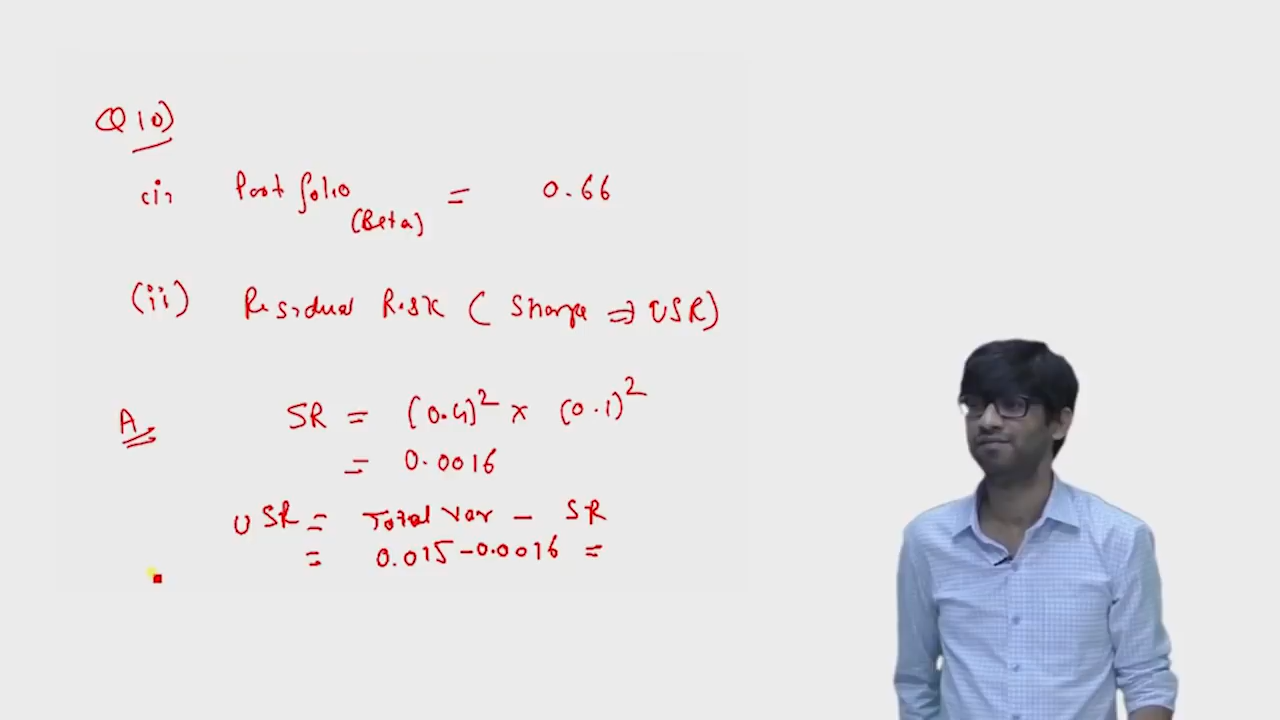 Q 10)
(i) Portfolio (Beta) = 0.66
(ii) Residual Risk ( Sharpe ⇒ USR)
A SR = (0.4)² × (0.1)²
= 0.0016
USR = Total Var - SR
= 0.015 - 0.0016 =